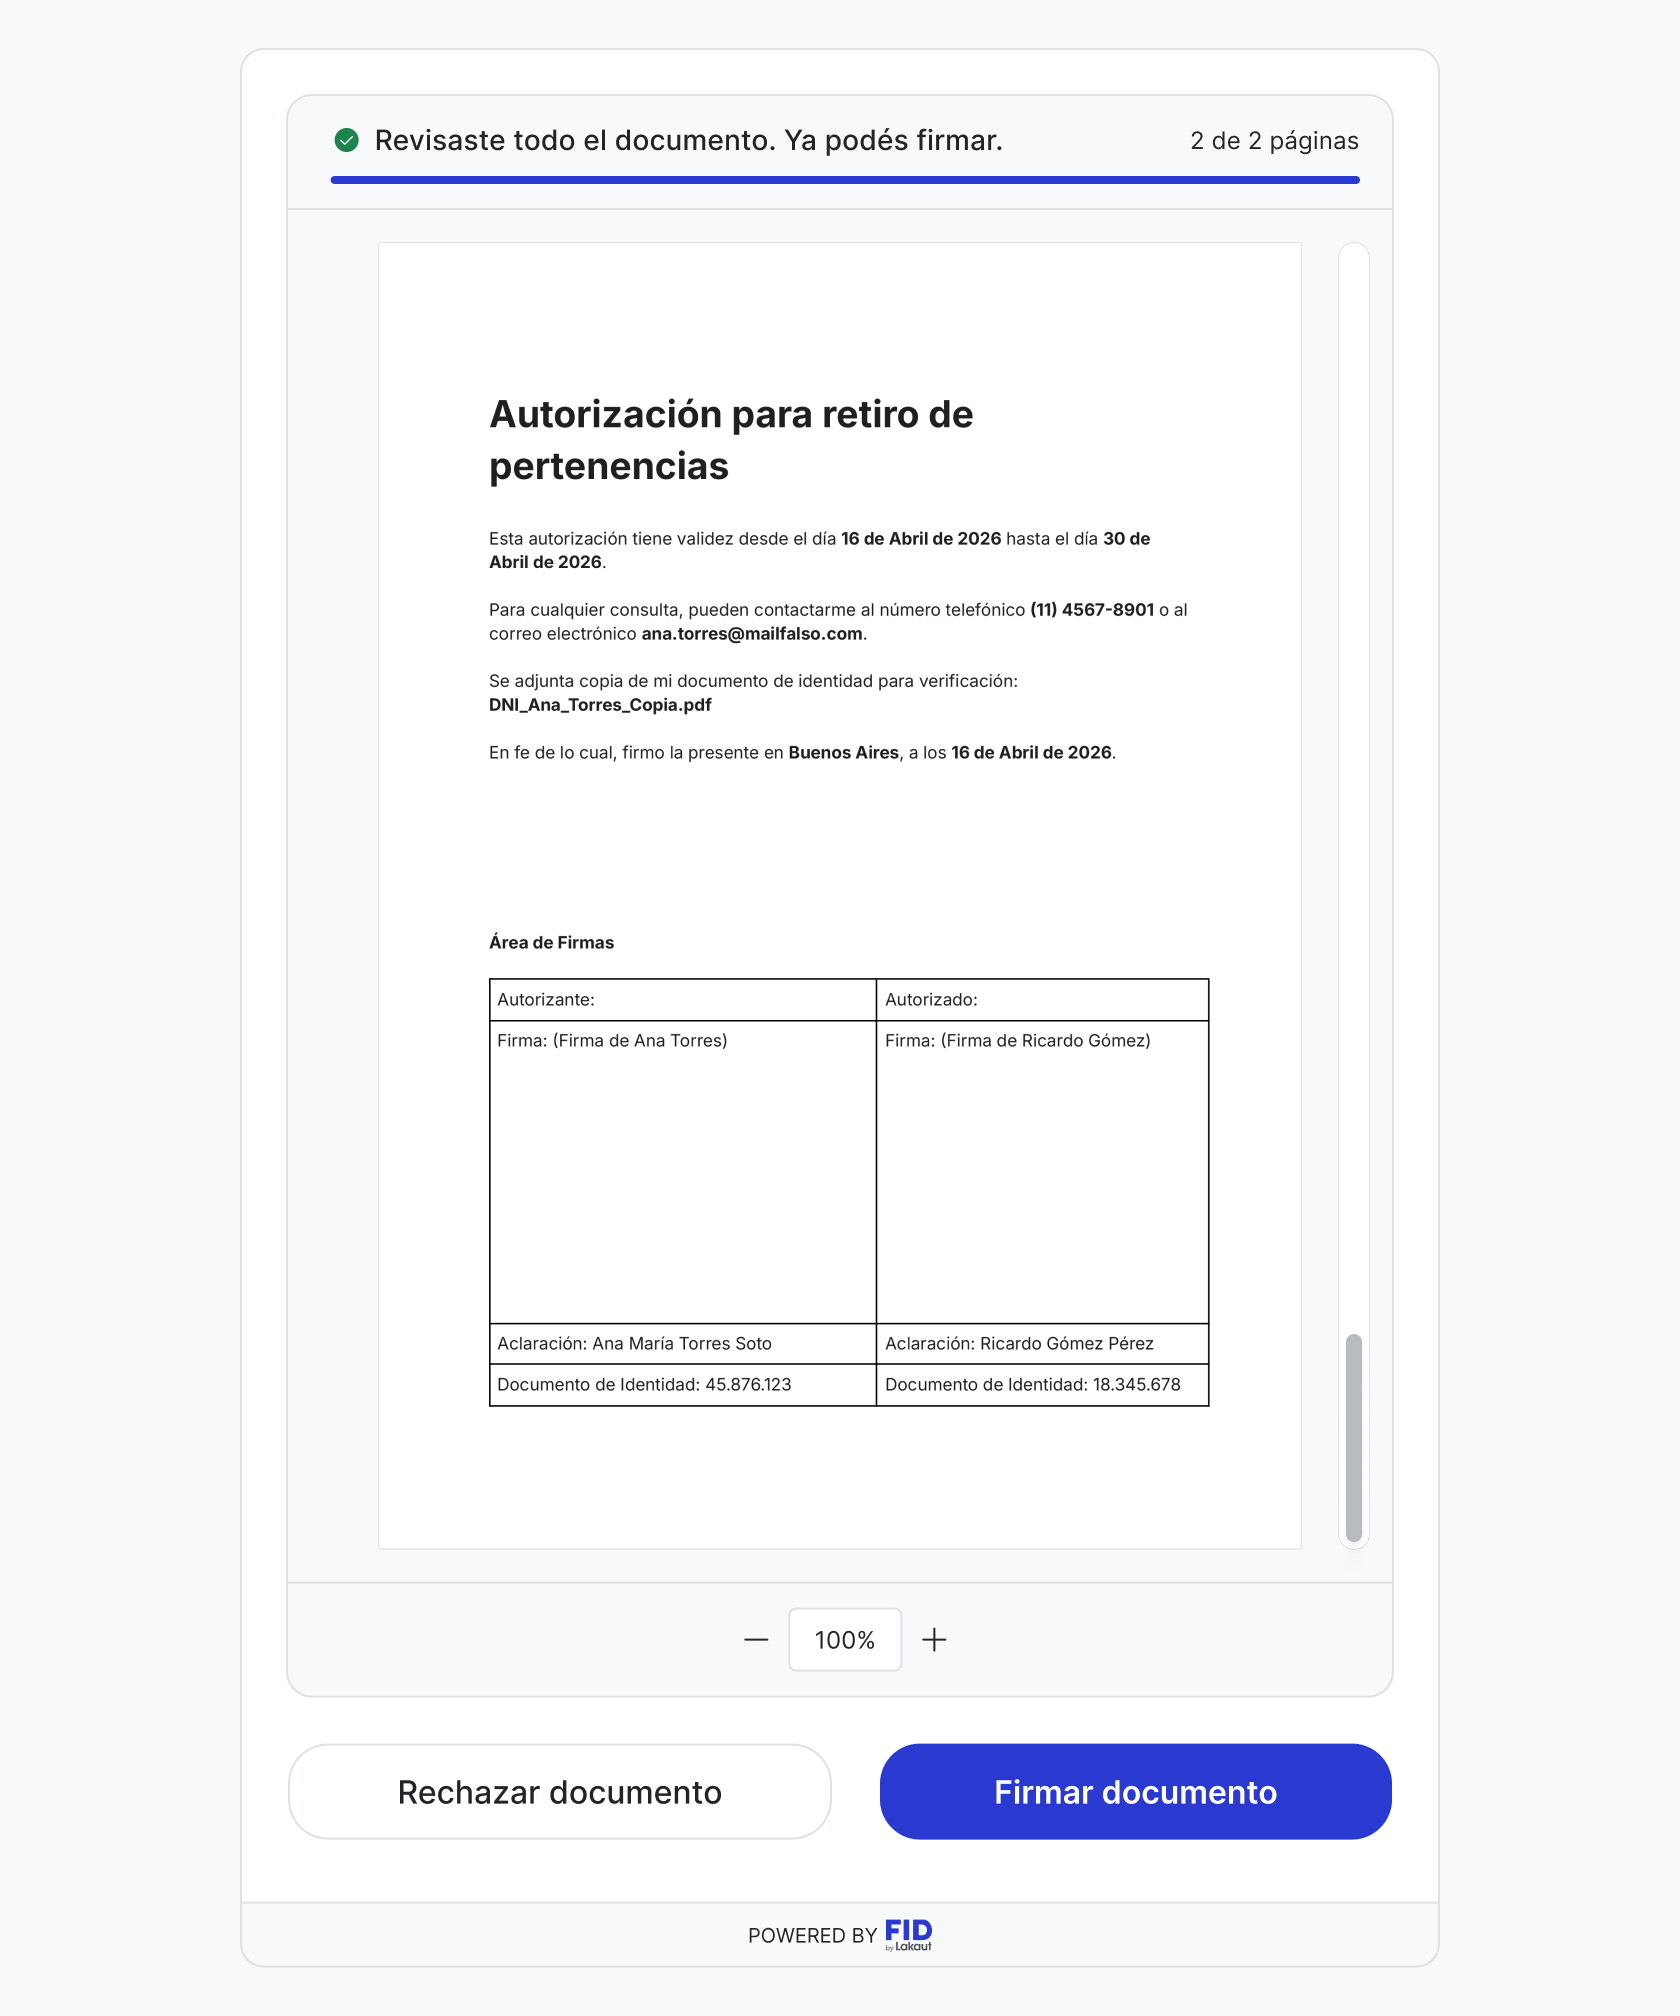 Revisaste todo el documento. Ya podés firmar.
2 de 2 páginas
Autorización para retiro de
pertenencias
Esta autorización tiene validez desde el día 16 de Abril de 2026 hasta el día 30 de
Abril de 2026.
Para cualquier consulta, pueden contactarme al número telefónico (11) 4567-8901 o al
correo electrónico ana.torres@mailfalso.com.
Se adjunta copia de mi documento de identidad para verificación:
DNI_Ana_Torres_Copia.pdf
En fe de lo cual, firmo la presente en Buenos Aires, a los 16 de Abril de 2026.
Área de Firmas
Autorizante:
Autorizado:
Firma: (Firma de Ana Torres)
Firma: (Firma de Ricardo Gómez)
Aclaración: Ana María Torres Soto
Aclaración: Ricardo Gómez Pérez
Documento de Identidad: 45.876.123
Documento de Identidad: 18.345.678
100%
Rechazar documento
Firmar documento
POWERED BY FID
by Lakaut